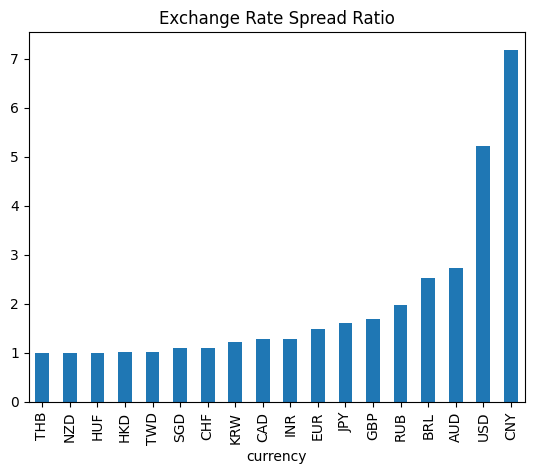 Exchange Rate Spread Ratio
7
6
5
4
3
2
1
0
THB NZD HUF HKD TWD SGD CHF KRW CAD INR EUR JPY GBP RUB BRL AUD USD CNY
currency